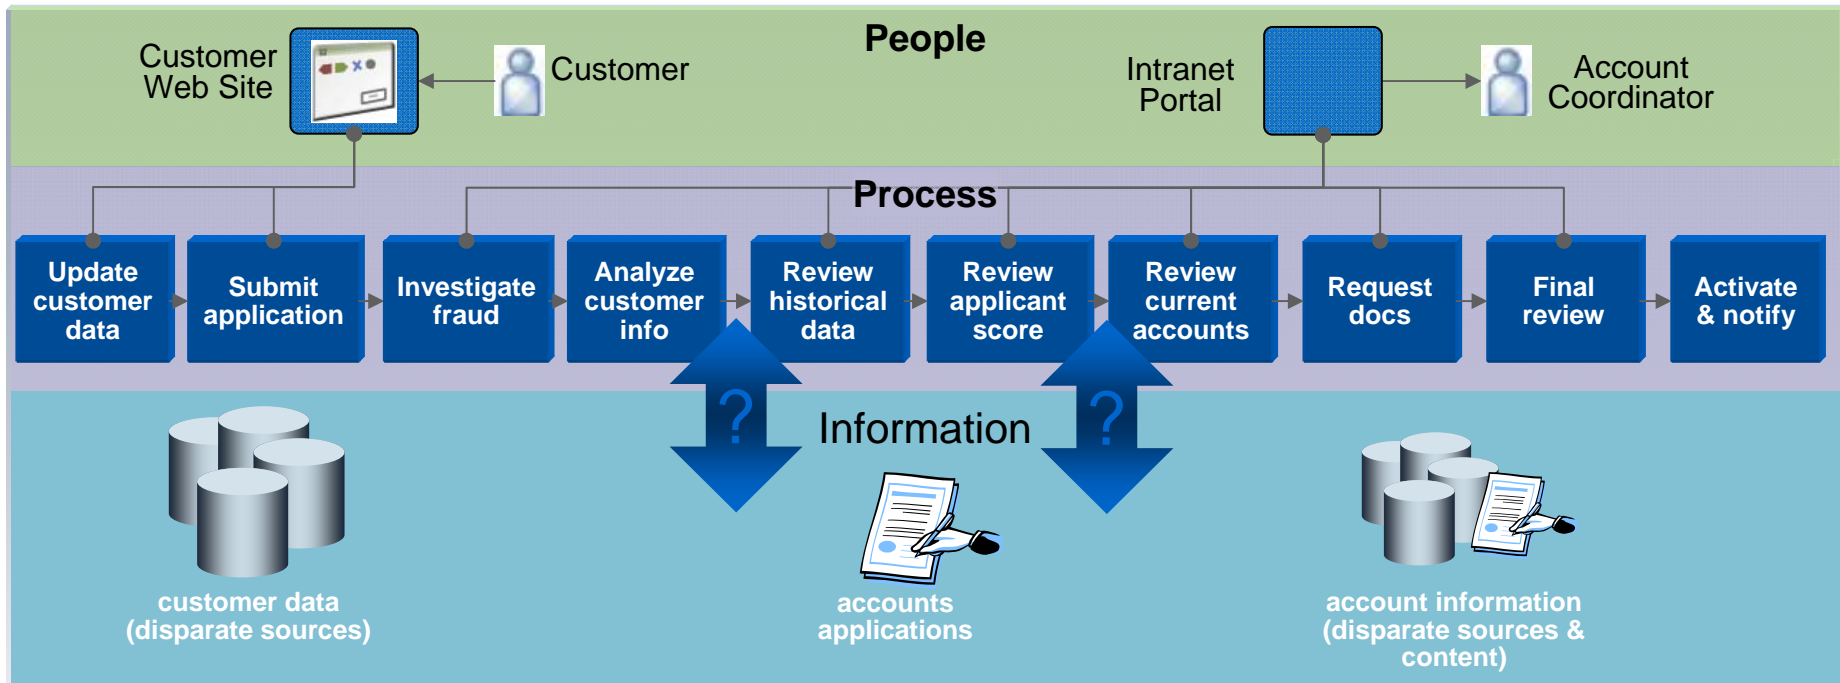 People
Customer
Web Site
Customer
Intranet
Portal
Account
Coordinator
Process
Update
customer
data
Submit
application
Investigate
fraud
Analyze
customer
info
Review
historical
data
Review
applicant
score
Review
current
accounts
Request
docs
Final
review
Activate
& notify
?
Information
?
customer data
(disparate sources)
accounts
applications
account information
(disparate sources &
content)